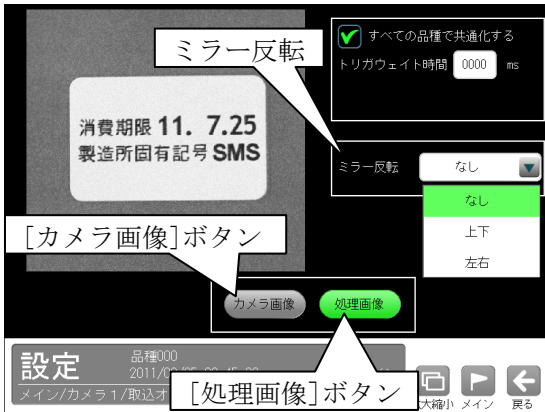 ミラー反転
すべての品種で共通化する
トリガウェイト時間 0000 ms
消費期限 11. 7.25
製造所固有記号 SMS
ミラー反転 なし
なし
上下
左右
[カメラ画像]ボタン
カメラ画像 処理画像
設定
品種000
メイン/カメラ1/取込オ
[処理画像]ボタン
大縮小 メイン 戻る